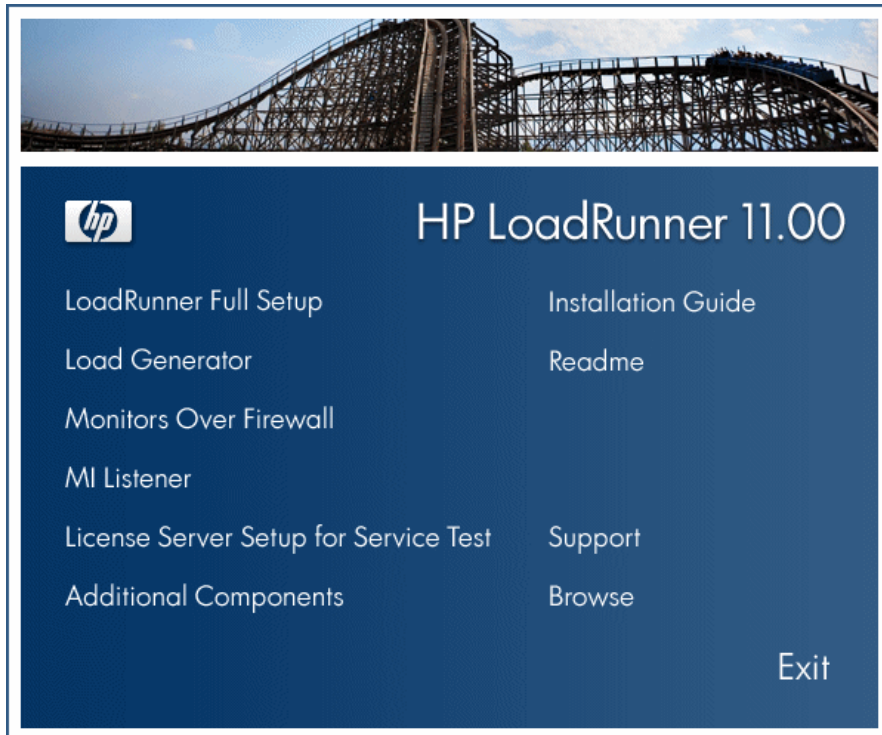 hp
HP LoadRunner 11.00
LoadRunner Full Setup
Installation Guide
Load Generator
Readme
Monitors Over Firewall
MI Listener
License Server Setup for Service Test
Support
Additional Components
Browse
Exit